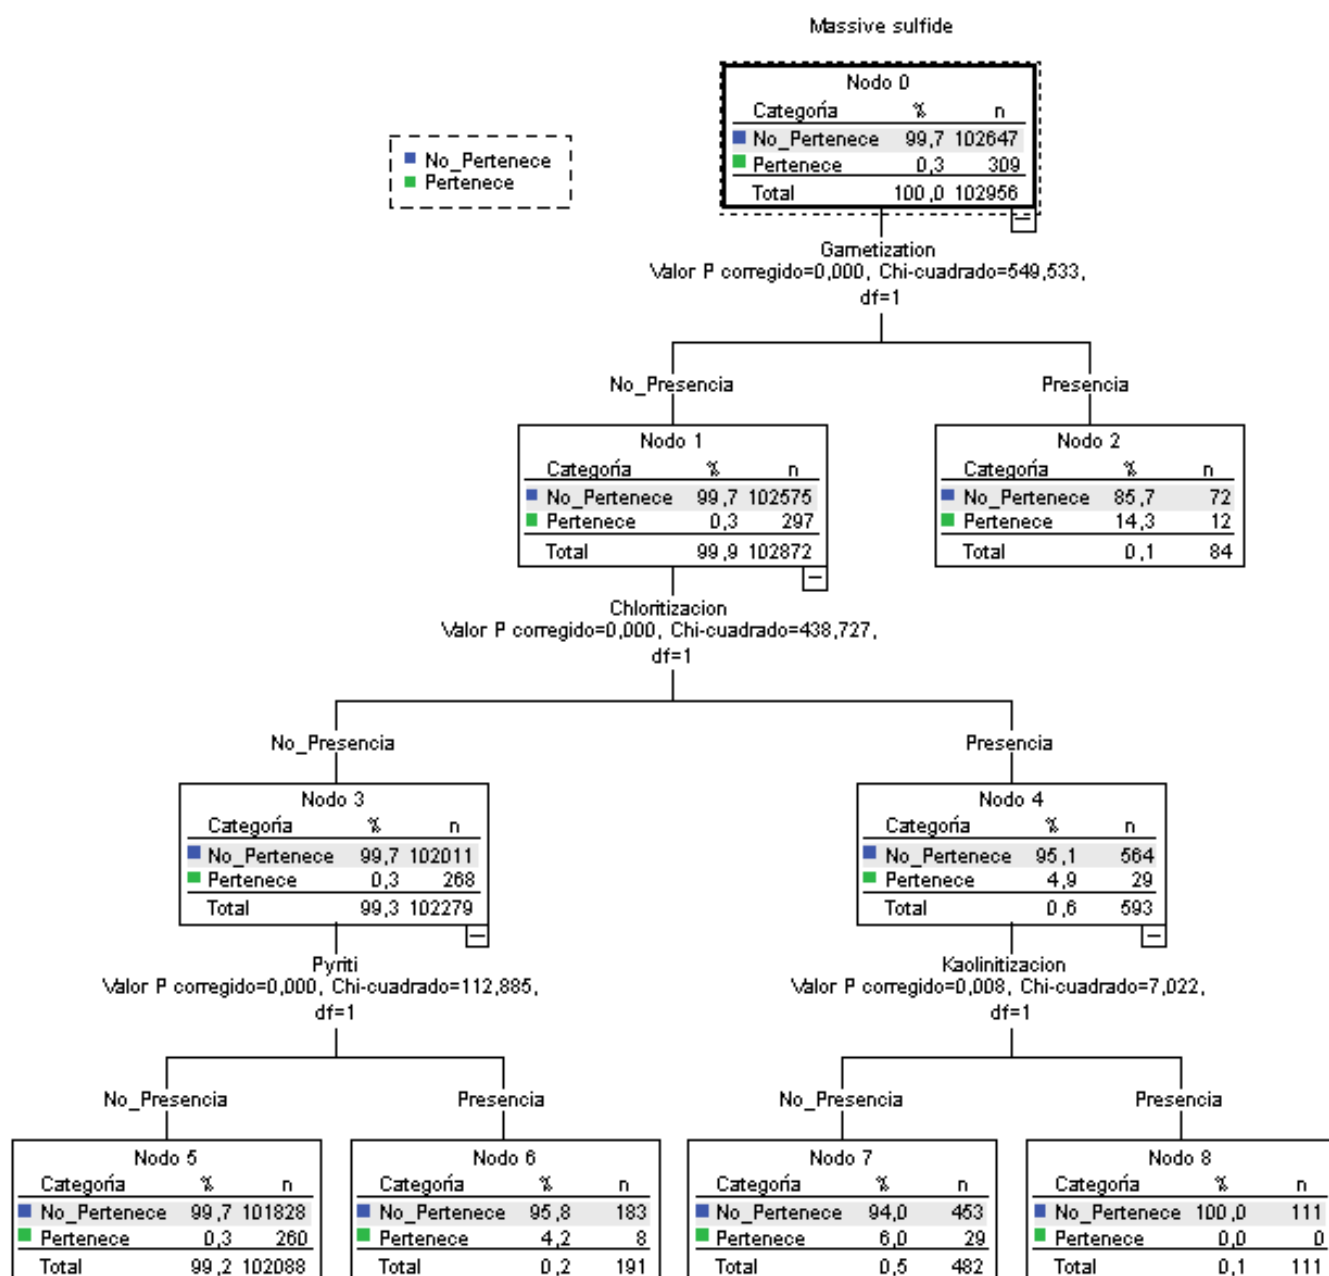 Massive sulfide
Nodo 0
Categoría % n
No_Pertenece 99,7 102647
Pertenece 0,3 309
Total 100,0 102956
No_Pertenece
Pertenece
Garnetization
Valor P corregido=0,000, Chi-cuadrado=549,533,
df=1
No_Presencia
Presencia
Nodo 1
Categoría % n
No_Pertenece 99,7 102575
Pertenece 0,3 297
Total 99,9 102872
Nodo 2
Categoría % n
No_Pertenece 85,7 72
Pertenece 14,3 12
Total 0,1 84
Chloritizacion
Valor P corregido=0,000, Chi-cuadrado=438,727,
df=1
No_Presencia
Presencia
Nodo 3
Categoría % n
No_Pertenece 99,7 102011
Pertenece 0,3 268
Total 99,3 102279
Nodo 4
Categoría % n
No_Pertenece 95,1 564
Pertenece 4,9 29
Total 0,6 593
Pyriti
Valor P corregido=0,000, Chi-cuadrado=112,885,
df=1
Kaolinitizacion
Valor P corregido=0,008, Chi-cuadrado=7,022,
df=1
No_Presencia
Presencia
No_Presencia
Presencia
Nodo 5
Categoría % n
No_Pertenece 99,7 101828
Pertenece 0,3 260
Total 99,2 102088
Nodo 6
Categoría % n
No_Pertenece 95,8 183
Pertenece 4,2 8
Total 0,2 191
Nodo 7
Categoría % n
No_Pertenece 94,0 453
Pertenece 6,0 29
Total 0,5 482
Nodo 8
Categoría % n
No_Pertenece 100,0 111
Pertenece 0,0 0
Total 0,1 111